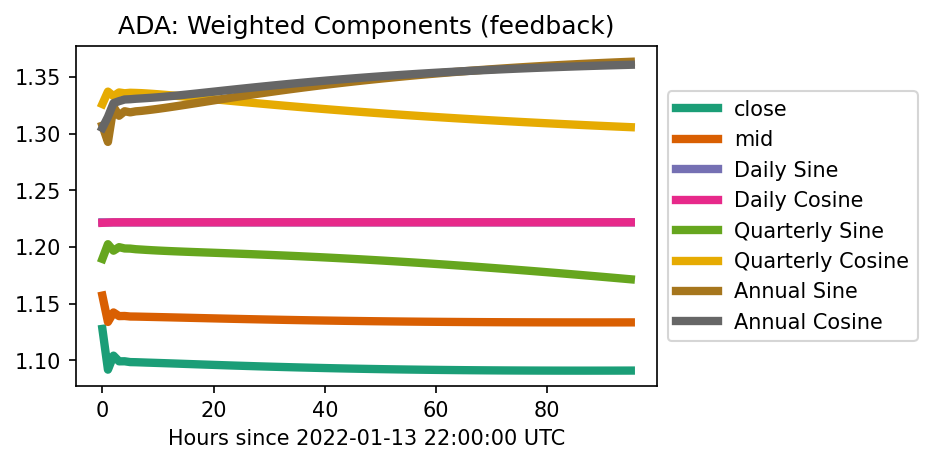 ADA: Weighted Components (feedback)
1.35
1.30
1.25
1.20
1.15
1.10
0 20 40 60 80
Hours since 2022-01-13 22:00:00 UTC
close
mid
Daily Sine
Daily Cosine
Quarterly Sine
Quarterly Cosine
Annual Sine
Annual Cosine